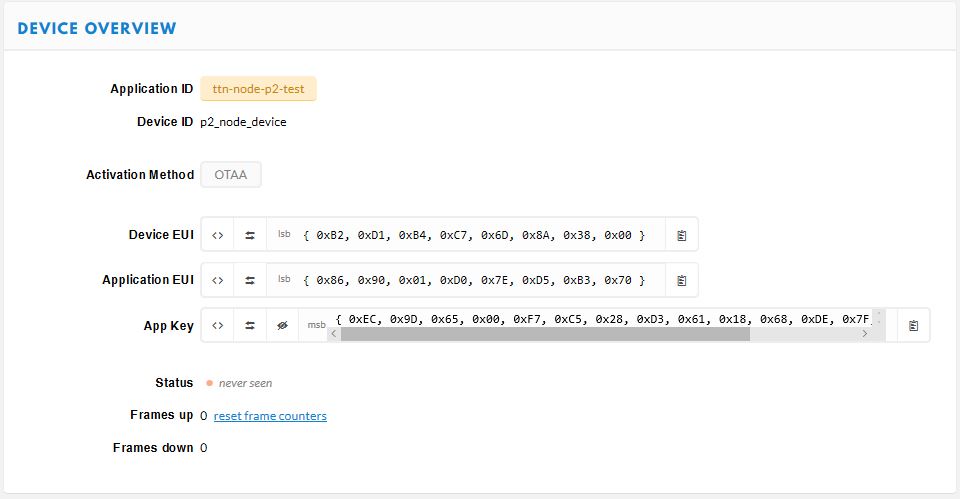 DEVICE OVERVIEW
Application ID ttn-node-p2-test
Device ID p2_node_device
Activation Method OTAA
Device EUI <> lsb { 0xB2, 0xD1, 0xB4, 0xC7, 0x6D, 0x8A, 0x38, 0x00 }
Application EUI <> lsb { 0x86, 0x90, 0x01, 0xD0, 0x7E, 0xD5, 0xB3, 0x70 }
App Key <> msb { 0xEC, 0x9D, 0x65, 0x00, 0xF7, 0xC5, 0x28, 0xD3, 0x61, 0x18, 0x68, 0xDE, 0x7F
Status never seen
Frames up 0 reset frame counters
Frames down 0